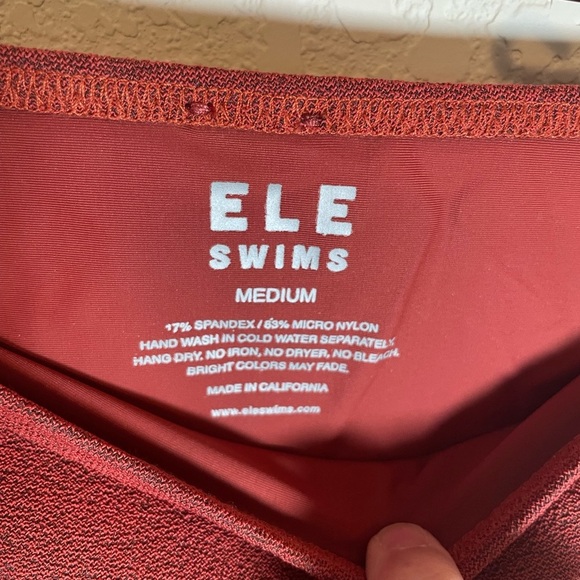 ELE
SWIMS
MEDIUM
17% SPANDEX / 83% MICRO NYLON
HAND WASH IN COLD WATER SEPARATELY.
HANG DRY. NO IRON, NO DRYER, NO BLEACH.
BRIGHT COLORS MAY FADE.
MADE IN CALIFORNIA
www.eleswims.com